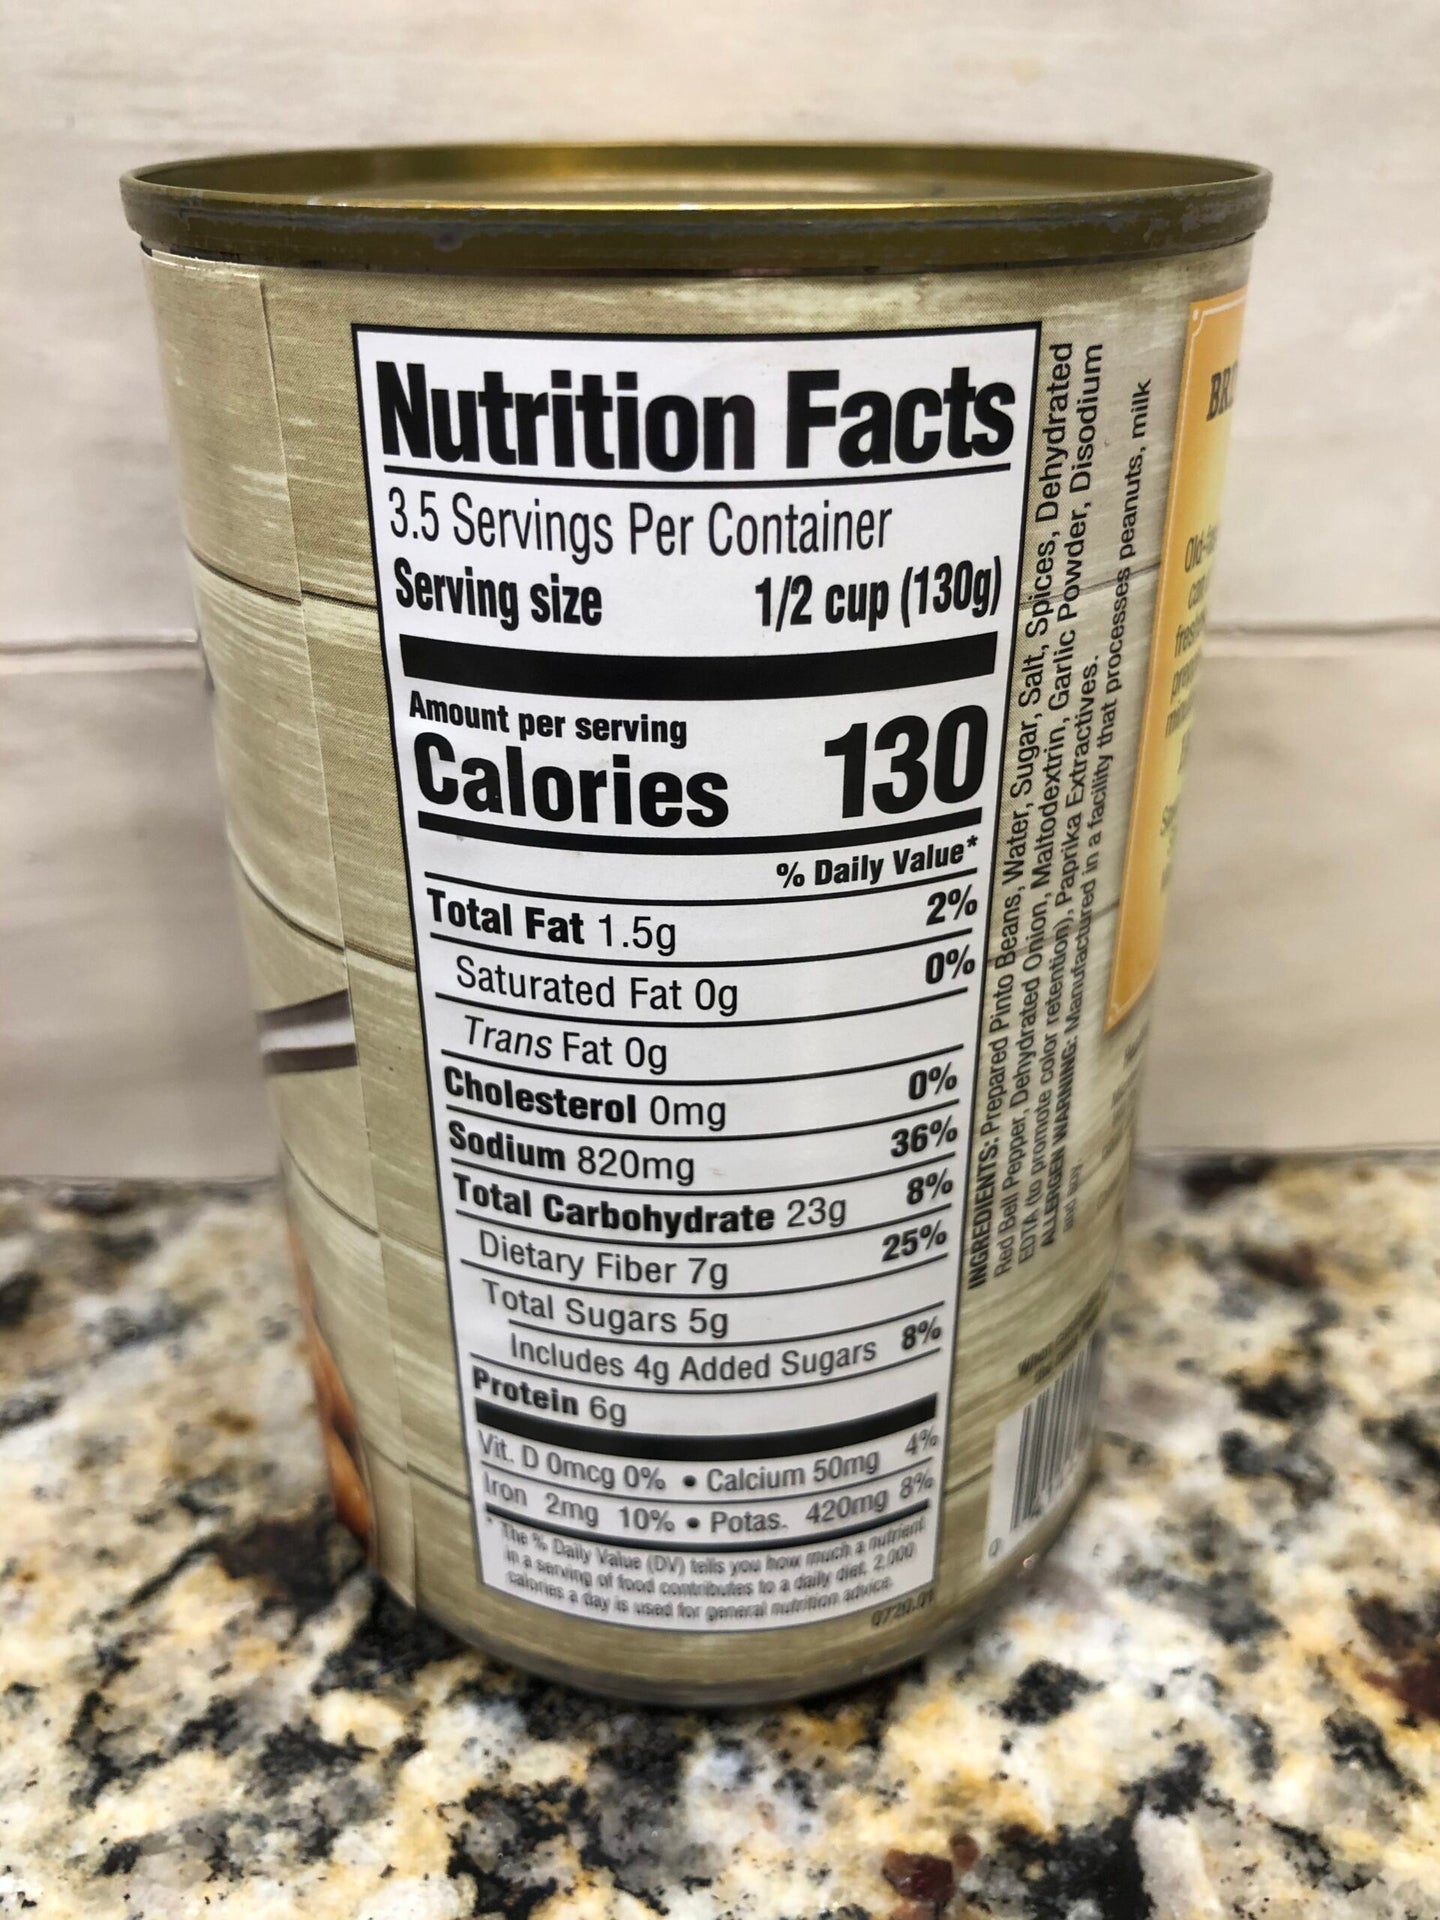 Nutrition Facts
3.5 Servings Per Container
Serving size 1/2 cup (130g)
Amount per serving
Calories 130
% Daily Value*
Total Fat 1.5g 2%
Saturated Fat 0g 0%
Trans Fat 0g
Cholesterol 0mg 0%
Sodium 820mg 36%
Total Carbohydrate 23g 8%
Dietary Fiber 7g 25%
Total Sugars 5g
Includes 4g Added Sugars 8%
Protein 6g
Vit. D 0mcg 0% • Calcium 50mg 4%
Iron 2mg 10% • Potas. 420mg 8%
* The % Daily Value (DV) tells you how much a nutrient
in a serving of food contributes to a daily diet. 2,000
calories a day is used for general nutrition advice.
0720.01
INGREDIENTS: Prepared Pinto Beans, Water, Sugar, Salt, Spices, Dehydrated
Red Bell Pepper, Dehydrated Onion, Maltodextrin, Garlic Powder, Disodium
EDTA (to promote color retention), Paprika Extractives.
ALLERGEN WARNING: Manufactured in a facility that processes peanuts, milk
and soy.
0